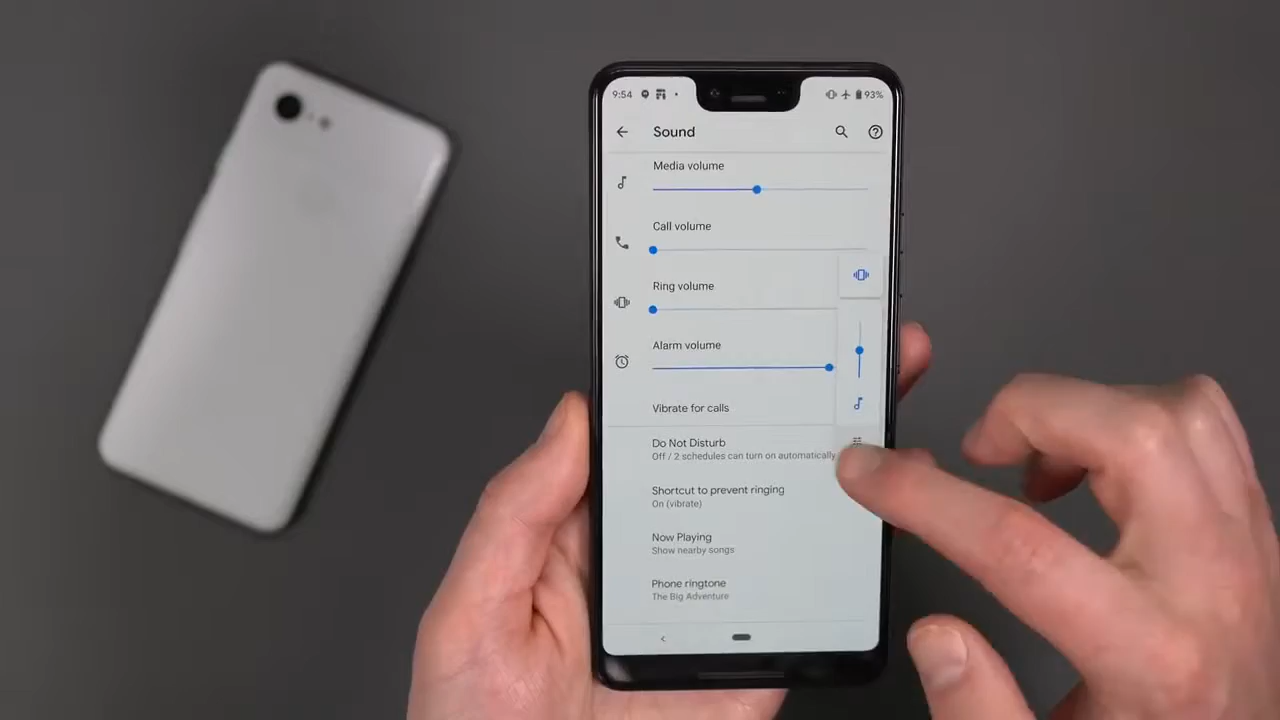 9:54
93%
Sound
Media volume
Call volume
Ring volume
Alarm volume
Vibrate for calls
Do Not Disturb
Off / 2 schedules can turn on automatically
Shortcut to prevent ringing
On (vibrate)
Now Playing
Show nearby songs
Phone ringtone
The Big Adventure